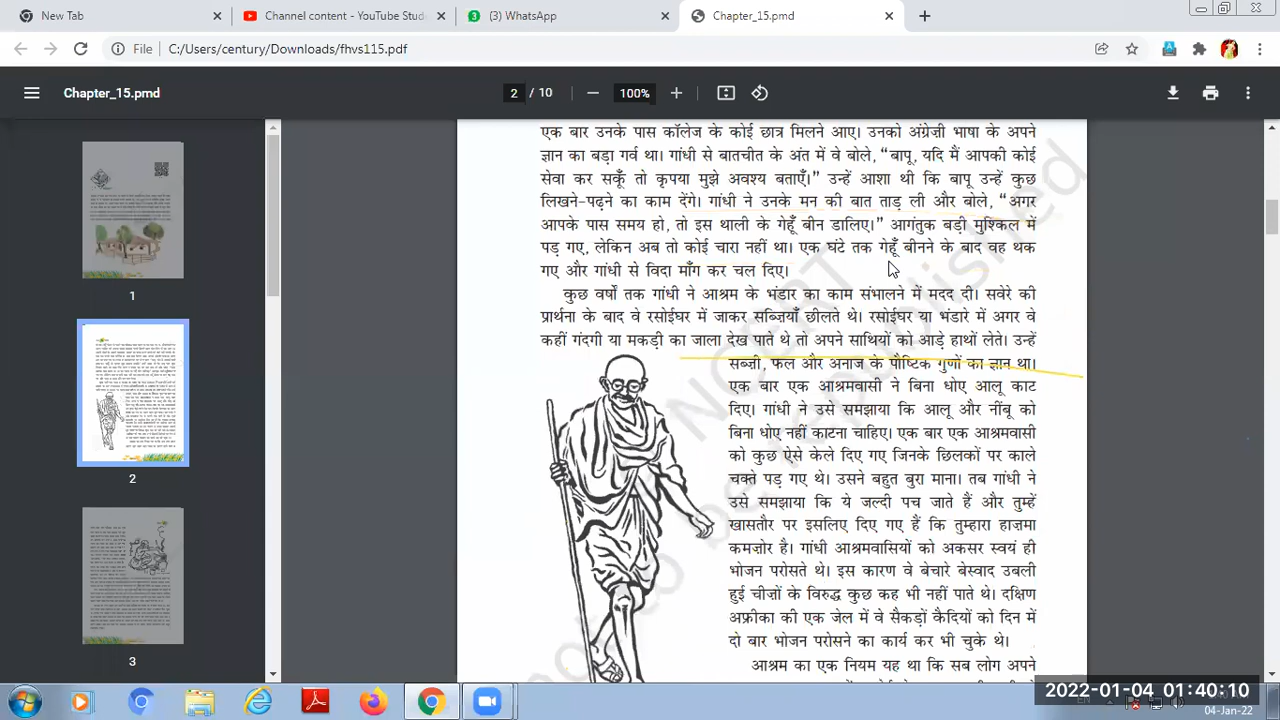 New Tab
Channel content - YouTube Stud
(3) WhatsApp
Chapter_15.pmd
File
C:/Users/century/Downloads/fhvs115.pdf
Chapter_15.pmd
2 / 10
100%
एक बार उनके पास कॉलेज के कोई छात्र मिलने आए। उनको अंग्रेज़ी भाषा के अपने
ज्ञान का बड़ा गर्व था। गांधी से बातचीत के अंत में वे बोले, “बापू, यदि मैं आपकी कोई
सेवा कर सकूँ तो कृपया मुझे अवश्य बताएँ।” उन्हें आशा थी कि बापू उन्हें कुछ
लिखने-पढ़ने का काम देंगे। गांधी ने उनके मन की बात ताड़ ली और बोले, “अगर
आपके पास समय हो, तो इस थाली के गेहूँ बीन डालिए।” आगंतुक बड़ी मुश्किल में
पड़ गए, लेकिन अब तो कोई चारा नहीं था। एक घंटे तक गेहूँ बीनने के बाद वह थक
गए और गांधी से विदा माँग कर चल दिए।
कुछ वर्षों तक गांधी ने आश्रम के भंडार का काम संभालने में मदद दी। सवेरे की
प्रार्थना के बाद वे रसोईघर में जाकर सब्ज़ियाँ छीलते थे। रसोईघर या भंडारे में अगर वे
कहीं गंदगी या मकड़ी का जाला देख पाते थे तो अपने साथियों को आड़े हाथों लेते। उन्हें
सब्ज़ी, फल और अनाज के पौष्टिक गुणों का ज्ञान था।
एक बार एक आश्रमवासी ने बिना धोए आलू काट
दिए। गांधी ने उसे समझाया कि आलू और नींबू को
बिना धोए नहीं काटना चाहिए। एक बार एक आश्रमवासी
को कुछ ऐसे केले दिए गए जिनके छिलकों पर काले
चकत्ते पड़ गए थे। उसने बहुत बुरा माना। तब गांधी ने
उसे समझाया कि ये जल्दी पच जाते हैं और तुम्हें
खासतौर पर इसलिए दिए गए हैं कि तुम्हारा हाज़मा
कमज़ोर है। गांधी आश्रमवासियों को अकसर स्वयं ही
भोजन परोसते थे। इस कारण वे बेचारे बेस्वाद उबली
हुई चीज़ों के विरुद्ध कुछ कह भी नहीं पाते थे। दक्षिण
अफ्रीका की एक जेल में वे सैकड़ों कैदियों को दिन में
दो बार भोजन परोसने का कार्य कर भी चुके थे।
आश्रम का एक नियम यह था कि सब लोग अपने
1
2
3
2022-01-04 01:40:10
04-Jan-22